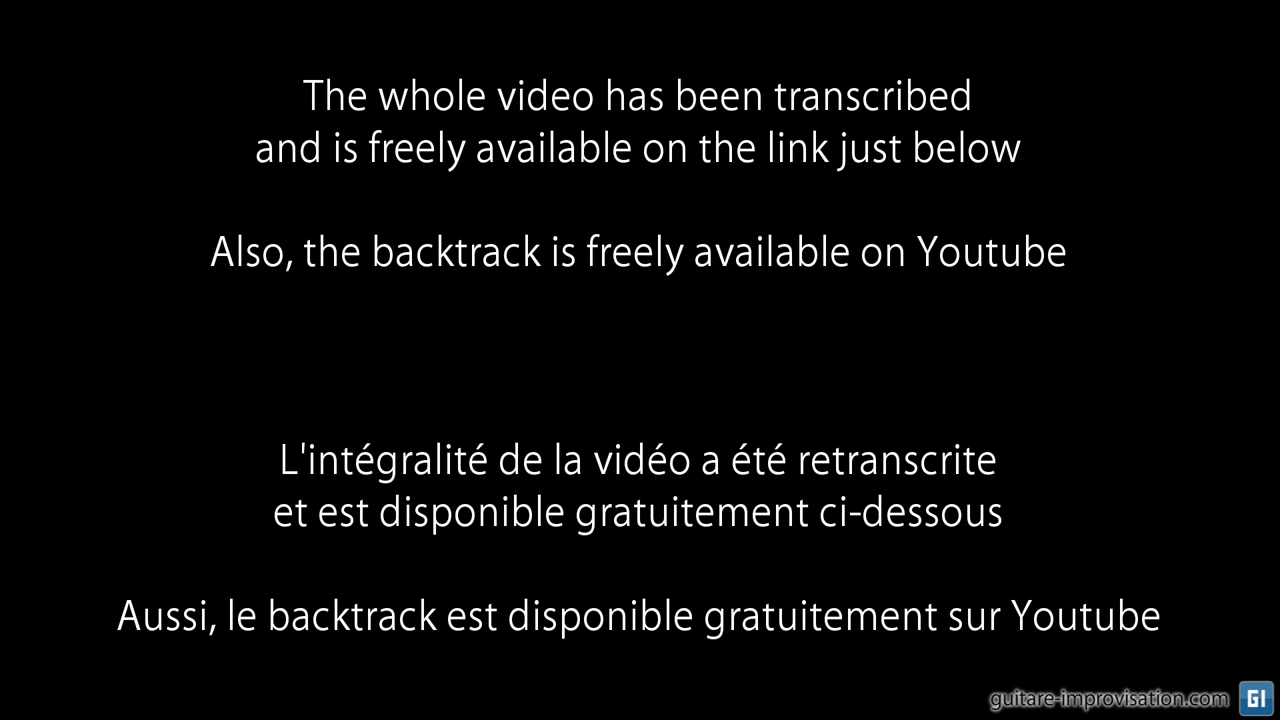 The whole video has been transcribed
and is freely available on the link just below
Also, the backtrack is freely available on Youtube
L'intégralité de la vidéo a été retranscrite
et est disponible gratuitement ci-dessous
Aussi, le backtrack est disponible gratuitement sur Youtube
guitare-improvisation.com GI